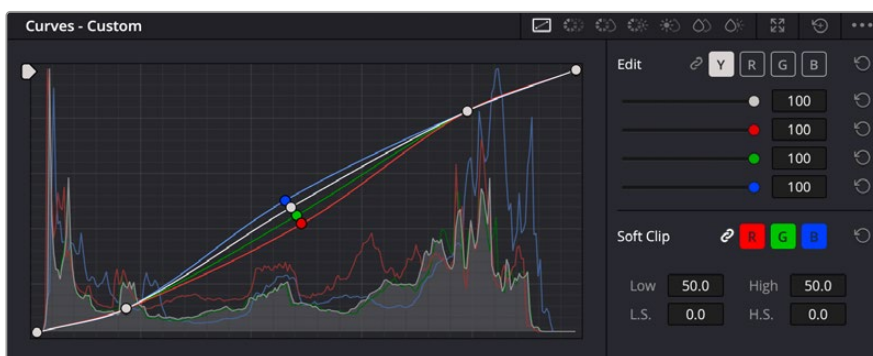 Curves - Custom
Edit Y R G B
100
100
100
100
Soft Clip R G B
Low 50.0 High 50.0
L.S. 0.0 H.S. 0.0